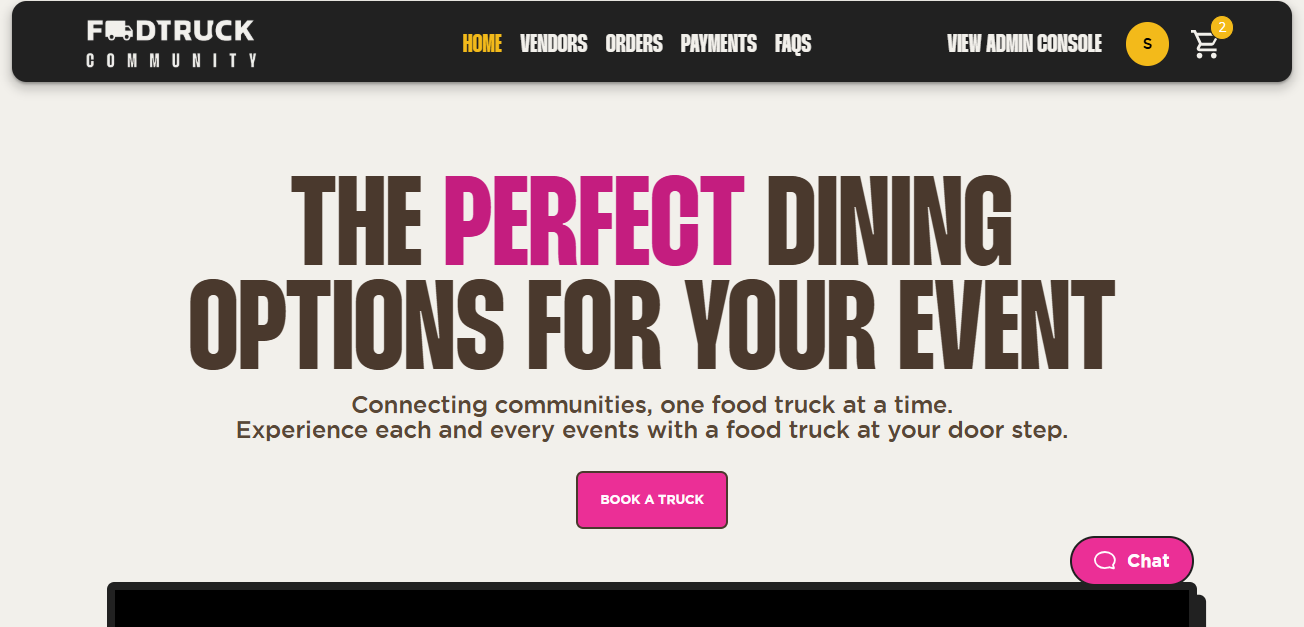 FOODTRUCK
COMMUNITY
HOME VENDORS ORDERS PAYMENTS FAQS
VIEW ADMIN CONSOLE
S
2
THE PERFECT DINING
OPTIONS FOR YOUR EVENT
Connecting communities, one food truck at a time.
Experience each and every events with a food truck at your door step.
BOOK A TRUCK
Chat